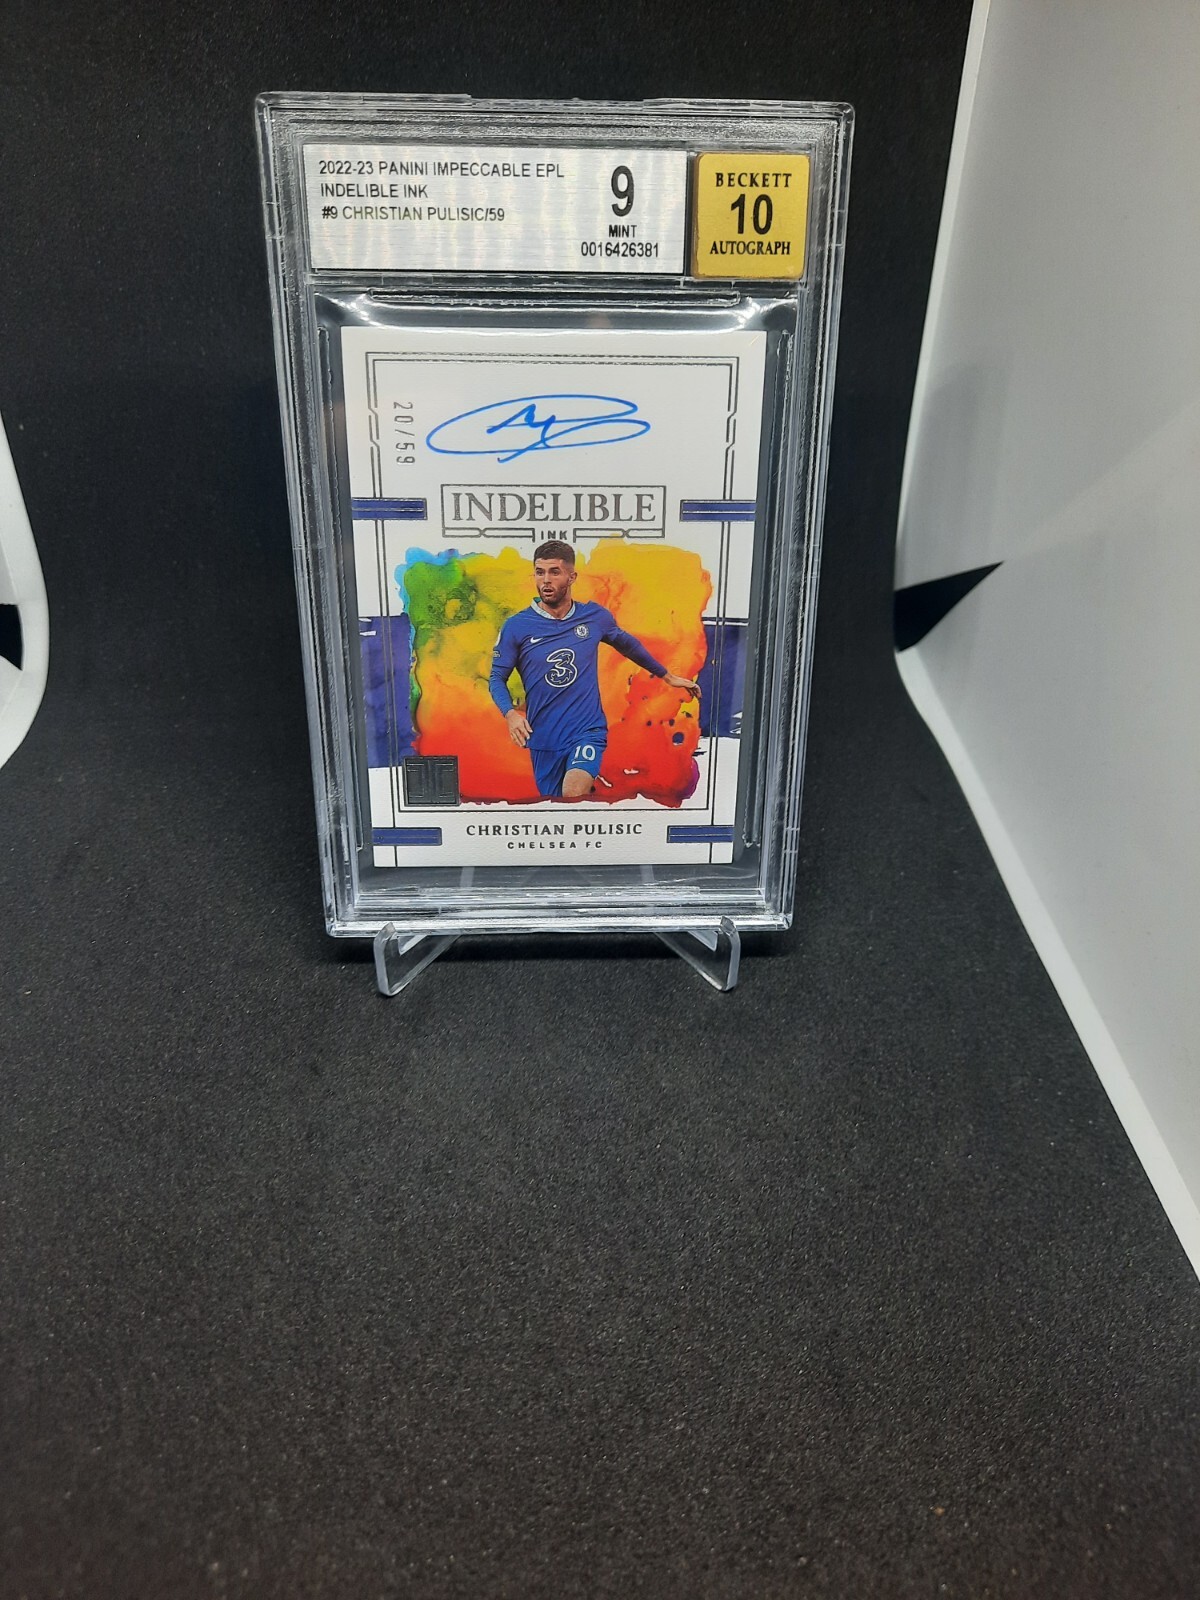 2022-23 PANINI IMPECCABLE EPL
INDELIBLE INK
#9 CHRISTIAN PULISIC/59
9
MINT
0016426381
BECKETT
10
AUTOGRAPH
20/59
INDELIBLE
INK
3
10
CHRISTIAN PULISIC
CHELSEA FC